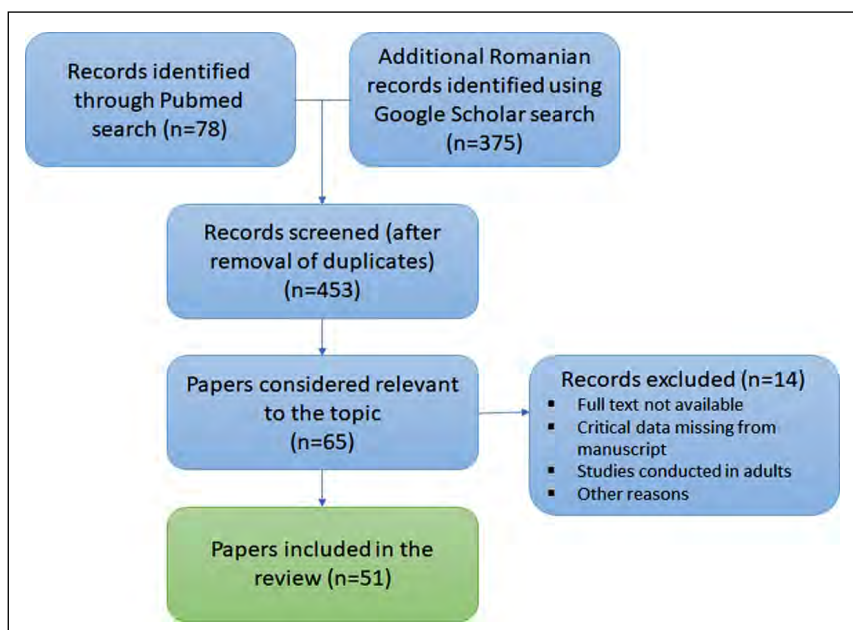 Records identified
through Pubmed
search (n=78)
Additional Romanian
records identified using
Google Scholar search
(n=375)
Records screened (after
removal of duplicates)
(n=453)
Papers considered relevant
to the topic
(n=65)
Records excluded (n=14)
▪ Full text not available
▪ Critical data missing from
manuscript
▪ Studies conducted in adults
▪ Other reasons
Papers included in the
review (n=51)